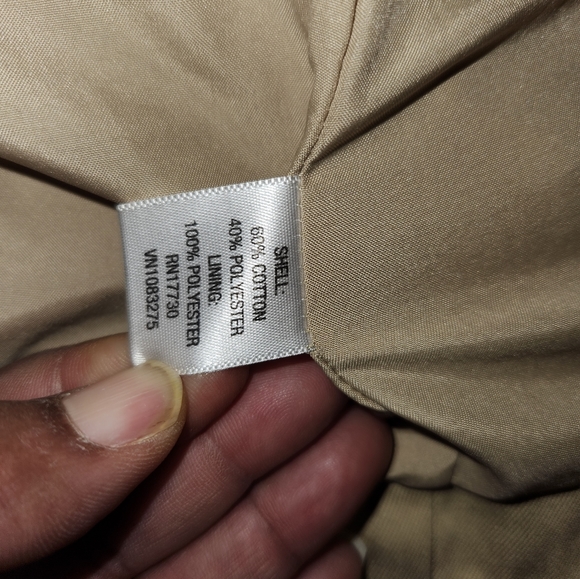 SHELL:
60% COTTON
40% POLYESTER
LINING:
100% POLYESTER
RN17730
VN1083275